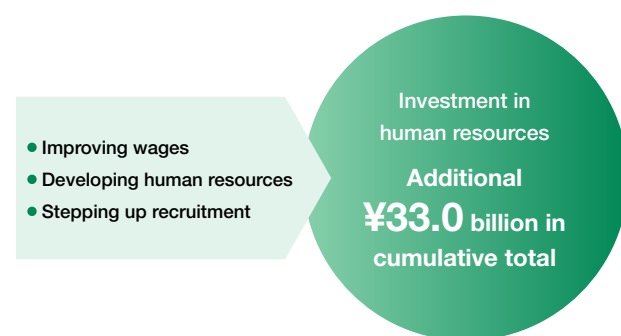 ● Improving wages
● Developing human resources
● Stepping up recruitment
Investment in
human resources
Additional
¥33.0 billion in
cumulative total